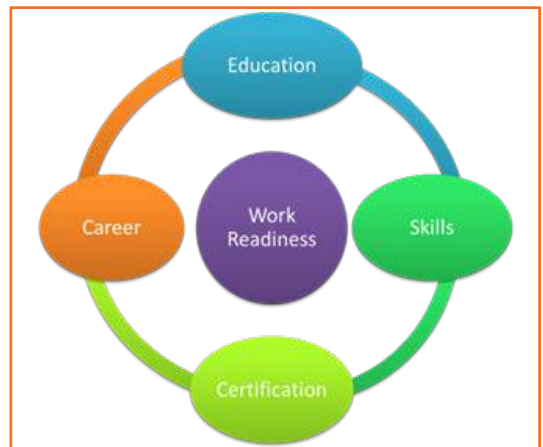 Education
Career
Work
Readiness
Skills
Certification